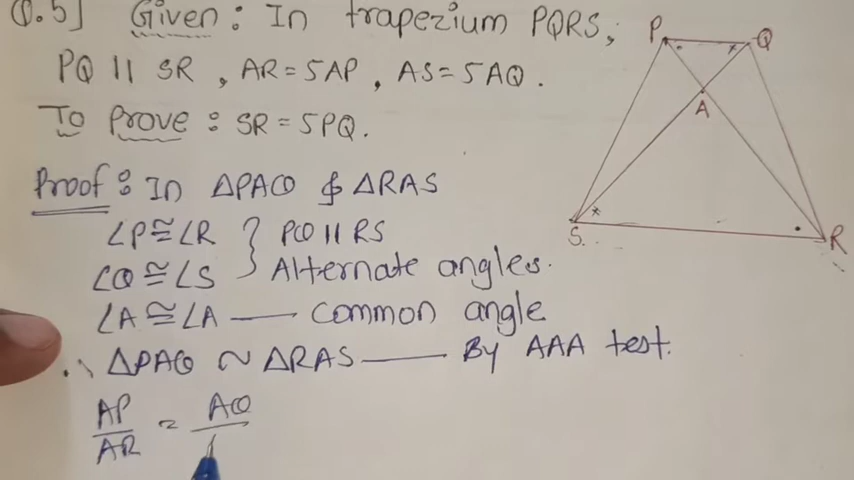 Q.5] Given : In trapezium PQRS,
PQ || SR , AR = 5AP , AS = 5AQ .
To Prove : SR = 5PQ .
Proof : In ΔPAQ & ΔRAS
∠P ≅ ∠R } PQ || RS
∠Q ≅ ∠S } Alternate angles.
∠A ≅ ∠A — common angle
∴ ΔPAQ ~ ΔRAS — By AAA test.
AP/AR = AQ/
P
Q
A
S
R